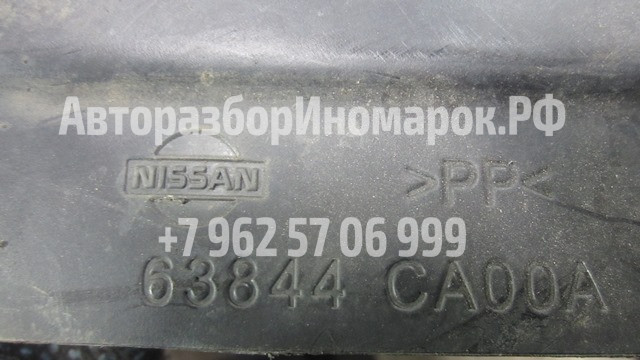 АвторазборИномарок.РФ
NISSAN >PP<
+7 962 57 06 999
63844 CA00A